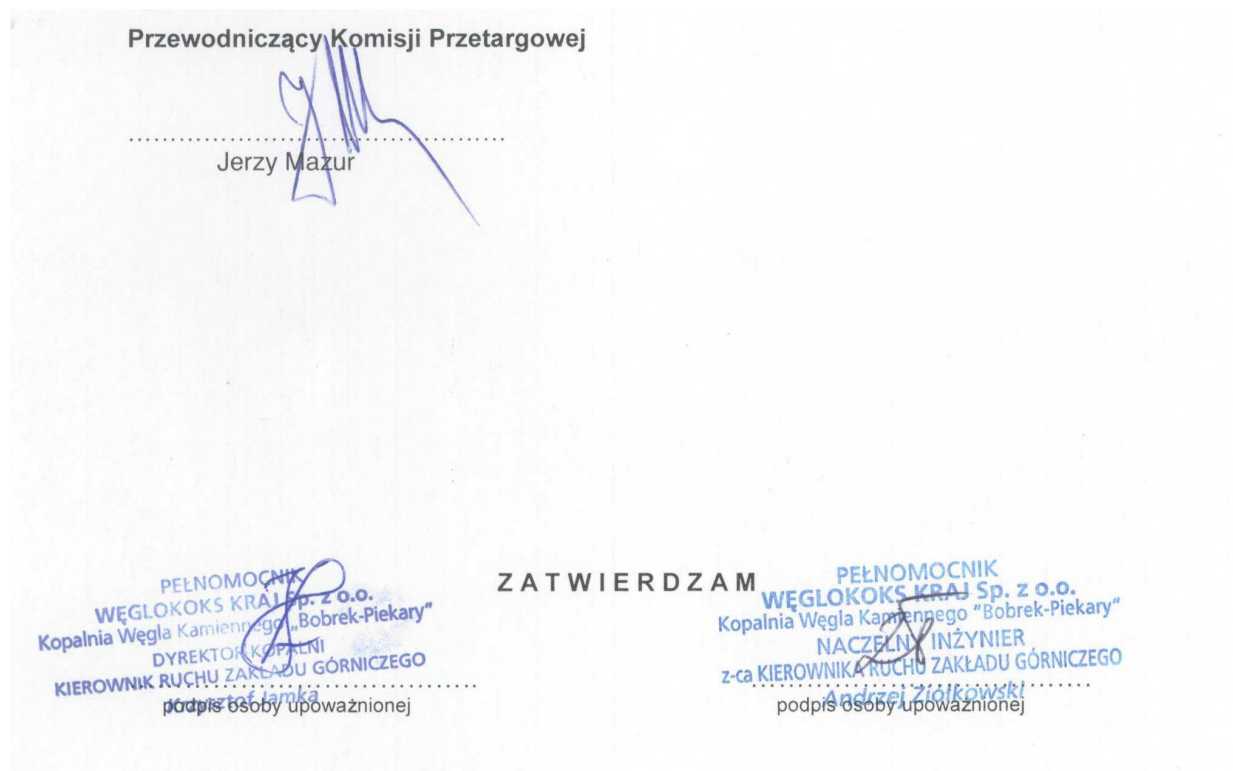 Przewodniczący Komisji Przetargowej
Jerzy Mazur
ZATWIERDZAM
PEŁNOMOCNIK
WĘGLOKOKS KRAJ Sp. z o.o.
Kopalnia Węgla Kamiennego „Bobrek-Piekary"
DYREKTOR KOPALNI
KIEROWNIK RUCHU ZAKŁADU GÓRNICZEGO
Krzysztof Jamka
podpis osoby upoważnionej
PEŁNOMOCNIK
WĘGLOKOKS KRAJ Sp. z o.o.
Kopalnia Węgla Kamiennego "Bobrek-Piekary"
NACZELNY INŻYNIER
z-ca KIEROWNIKA RUCHU ZAKŁADU GÓRNICZEGO
Andrzej Ziółkowski
podpis osoby upoważnionej